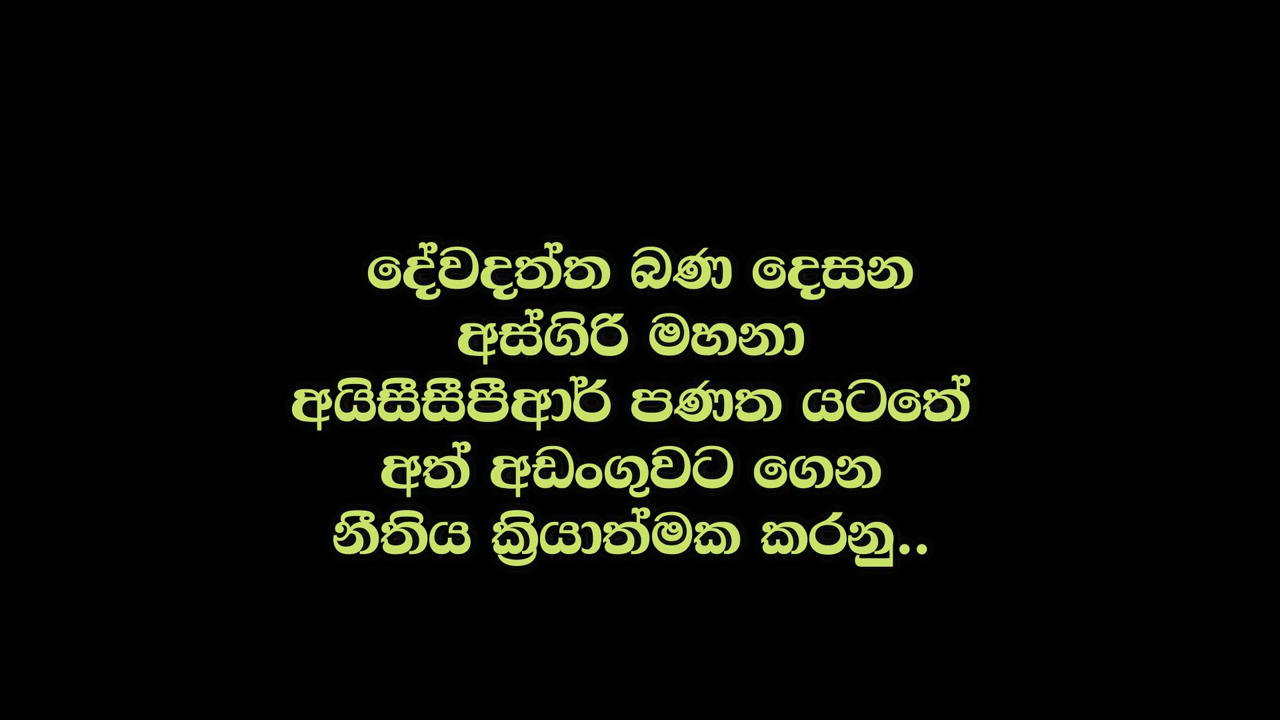 දේවදත්ත බණ දෙසන
අස්ගිරි මහනා
අයිසීසීපීආර් පණත යටතේ
අත් අඩංගුවට ගෙන
නීතිය ක්‍රියාත්මක කරනු..